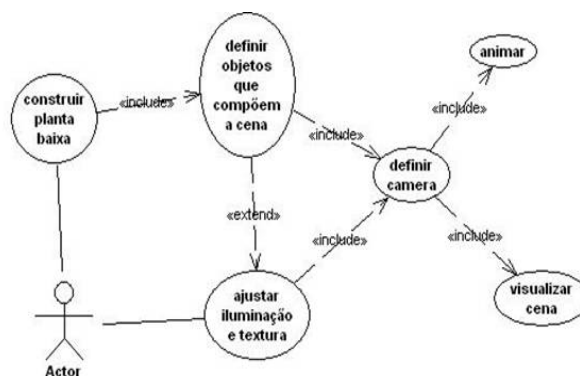 definir
objetos
que
compõem
a cena
animar
construir
planta
baixa
«include»
«include»
«include»
definir
camera
«extend»
«include»
«include»
ajustar
iluminação
e textura
visualizar
cena
Actor